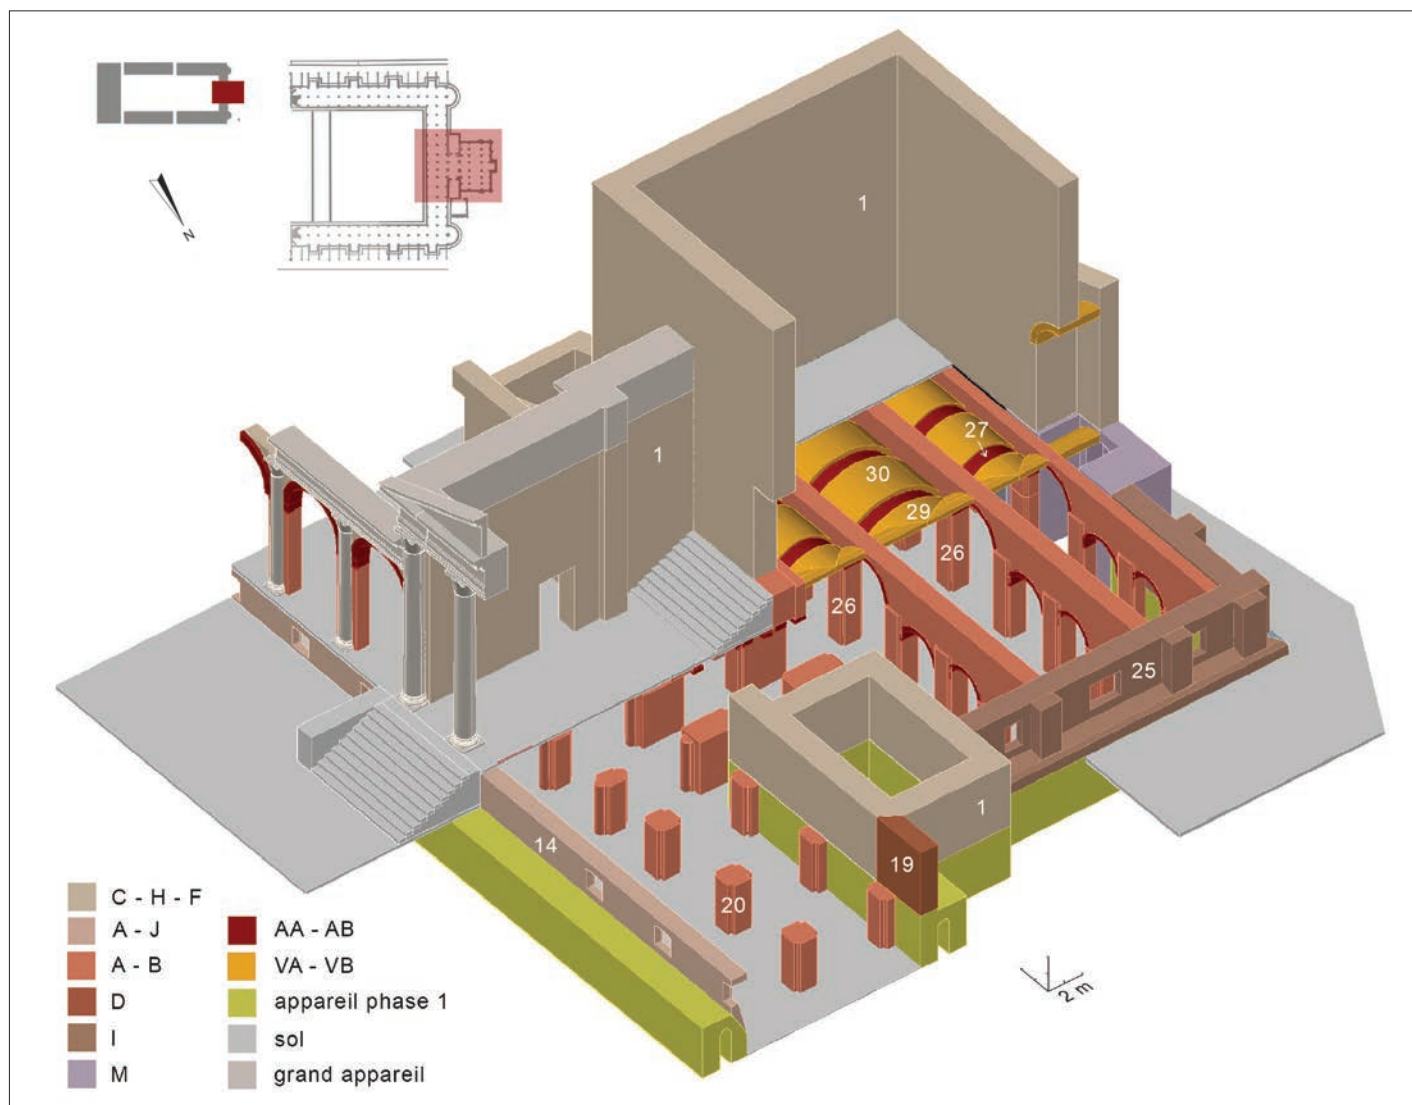 N
1
1
27
30
29
26
26
25
1
14
19
20
C - H - F
A - J
A - B
D
I
M
AA - AB
VA - VB
appareil phase 1
sol
grand appareil
2 m